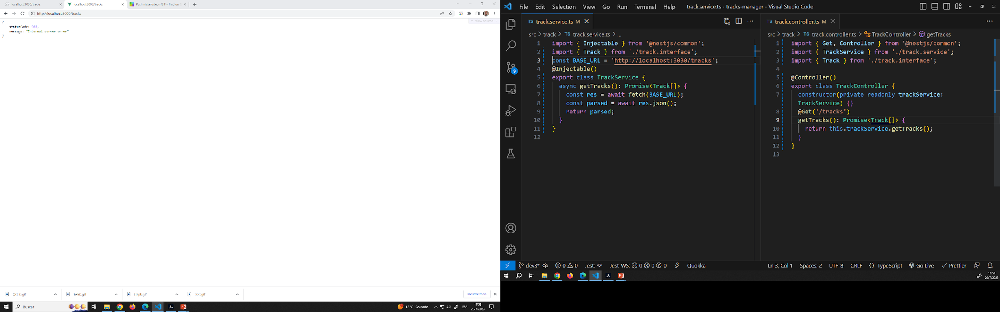 localhost:3030/tracks
localhost:3000/tracks
Push nickelodeon GIF - Find on G
http://localhost:3000/tracks
view source
{
statusCode: 500,
message: "Internal server error"
}
QCLD.gif
1enD.gif
CKpk.gif
3DC.gif
Mostrar todo
Buscar
12°C Soleado
ESP
17:58
20/7/2023
File Edit Selection View Go Run Terminal Help
track.service.ts - tracks-manager - Visual Studio Code
TS track.service.ts M
src > track > TS track.service.ts > ...
1 import { Injectable } from '@nestjs/common';
2 import { Track } from './track.interface';
3 const BASE_URL = 'http://localhost:3030/tracks';
4 @Injectable()
5 export class TrackService {
6 async getTracks(): Promise<Track[]> {
7 const res = await fetch(BASE_URL);
8 const parsed = await res.json();
9 return parsed;
10 }
11 }
12
TS track.controller.ts M
src > track > TS track.controller.ts > TrackController > getTracks
1 import { Get, Controller } from '@nestjs/common';
2 import { TrackService } from './track.service';
3 import { Track } from './track.interface';
4
5 @Controller()
6 export class TrackController {
7 constructor(private readonly trackService:
TrackService) {}
8 @Get('/tracks')
9 getTracks(): Promise<Track[]> {
10 return this.trackService.getTracks();
11 }
12 }
13
9
dev3* 0 0 Jest: Jest-WS: 0 0 0 Quokka
Ln 3, Col 1 Spaces: 2 UTF-8 CRLF {} TypeScript Go Live Prettier
17:58
20/7/2023